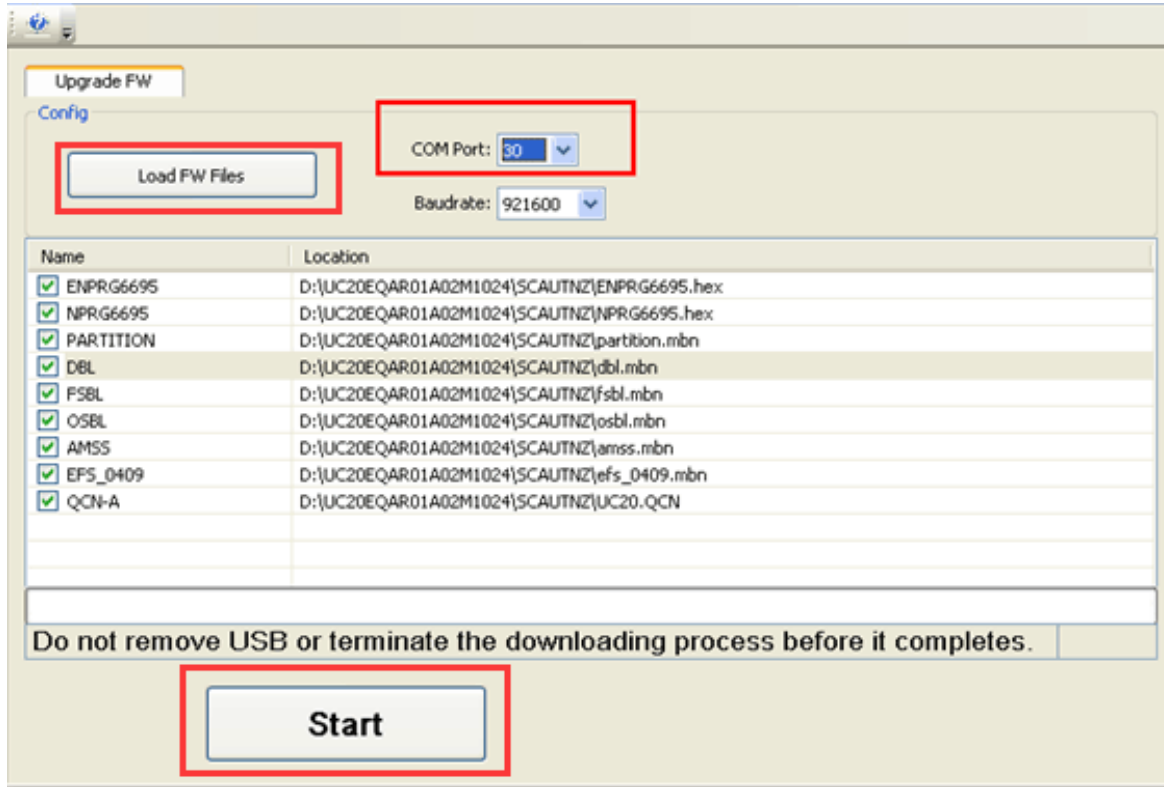 Upgrade FW
Config
Load FW Files
COM Port: 30
Baudrate: 921600
Name Location
ENPRG6695 D:\UC20EQAR01A02M1024\SCAUTNZ\ENPRG6695.hex
NPRG6695 D:\UC20EQAR01A02M1024\SCAUTNZ\NPRG6695.hex
PARTITION D:\UC20EQAR01A02M1024\SCAUTNZ\partition.mbn
DBL D:\UC20EQAR01A02M1024\SCAUTNZ\dbl.mbn
FSBL D:\UC20EQAR01A02M1024\SCAUTNZ\fsbl.mbn
OSBL D:\UC20EQAR01A02M1024\SCAUTNZ\osbl.mbn
AMSS D:\UC20EQAR01A02M1024\SCAUTNZ\amss.mbn
EFS_0409 D:\UC20EQAR01A02M1024\SCAUTNZ\efs_0409.mbn
QCN-A D:\UC20EQAR01A02M1024\SCAUTNZ\UC20.QCN
Do not remove USB or terminate the downloading process before it completes.
Start